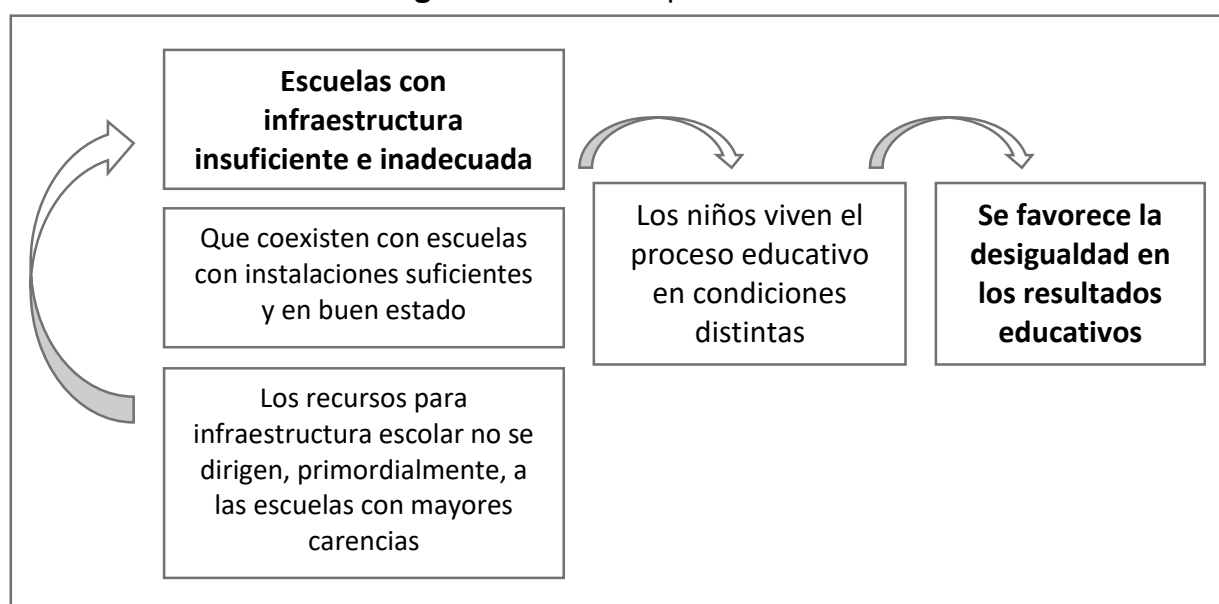 Escuelas con
infraestructura
insuficiente e inadecuada
Que coexisten con escuelas
con instalaciones suficientes
y en buen estado
Los recursos para
infraestructura escolar no se
dirigen, primordialmente, a
las escuelas con mayores
carencias
Los niños viven el
proceso educativo
en condiciones
distintas
Se favorece la
desigualdad en
los resultados
educativos